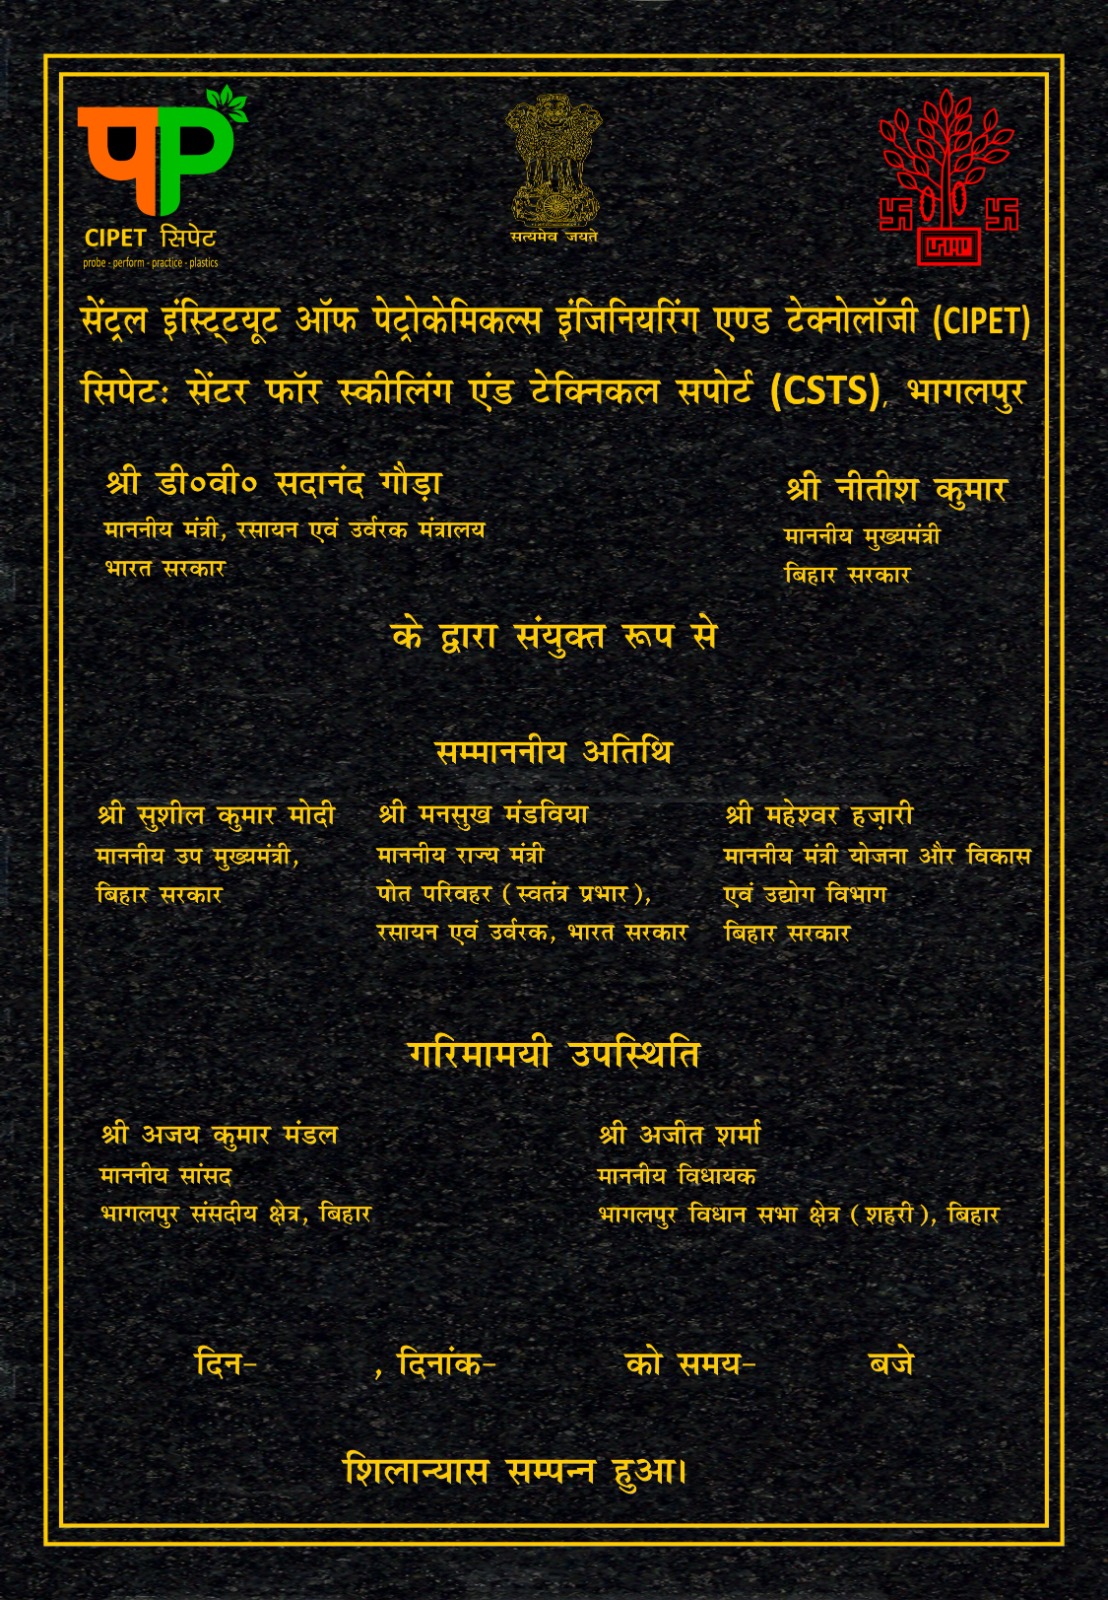 CIPET सिपेट
probe - perform - practice - plastics
सत्यमेव जयते
सेंट्रल इंस्टि्टयूट ऑफ पेट्रोकेमिकल्स इंजिनियरिंग एण्ड टेक्नोलॉजी (CIPET)
सिपेट: सेंटर फॉर स्कीलिंग एंड टेक्निकल सपोर्ट (CSTS), भागलपुर
श्री डी०वी० सदानंद गौड़ा
माननीय मंत्री, रसायन एवं उर्वरक मंत्रालय
भारत सरकार
श्री नीतीश कुमार
माननीय मुख्यमंत्री
बिहार सरकार
के द्वारा संयुक्त रूप से
सम्माननीय अतिथि
श्री सुशील कुमार मोदी
माननीय उप मुख्यमंत्री,
बिहार सरकार
श्री मनसुख मंडविया
माननीय राज्य मंत्री
पोत परिवहर (स्वतंत्र प्रभार),
रसायन एवं उर्वरक, भारत सरकार
श्री महेश्वर हज़ारी
माननीय मंत्री योजना और विकास
एवं उद्योग विभाग
बिहार सरकार
गरिमामयी उपस्थिति
श्री अजय कुमार मंडल
माननीय सांसद
भागलपुर संसदीय क्षेत्र, बिहार
श्री अजीत शर्मा
माननीय विधायक
भागलपुर विधान सभा क्षेत्र (शहरी), बिहार
दिन- , दिनांक- को समय- बजे
शिलान्यास सम्पन्न हुआ।